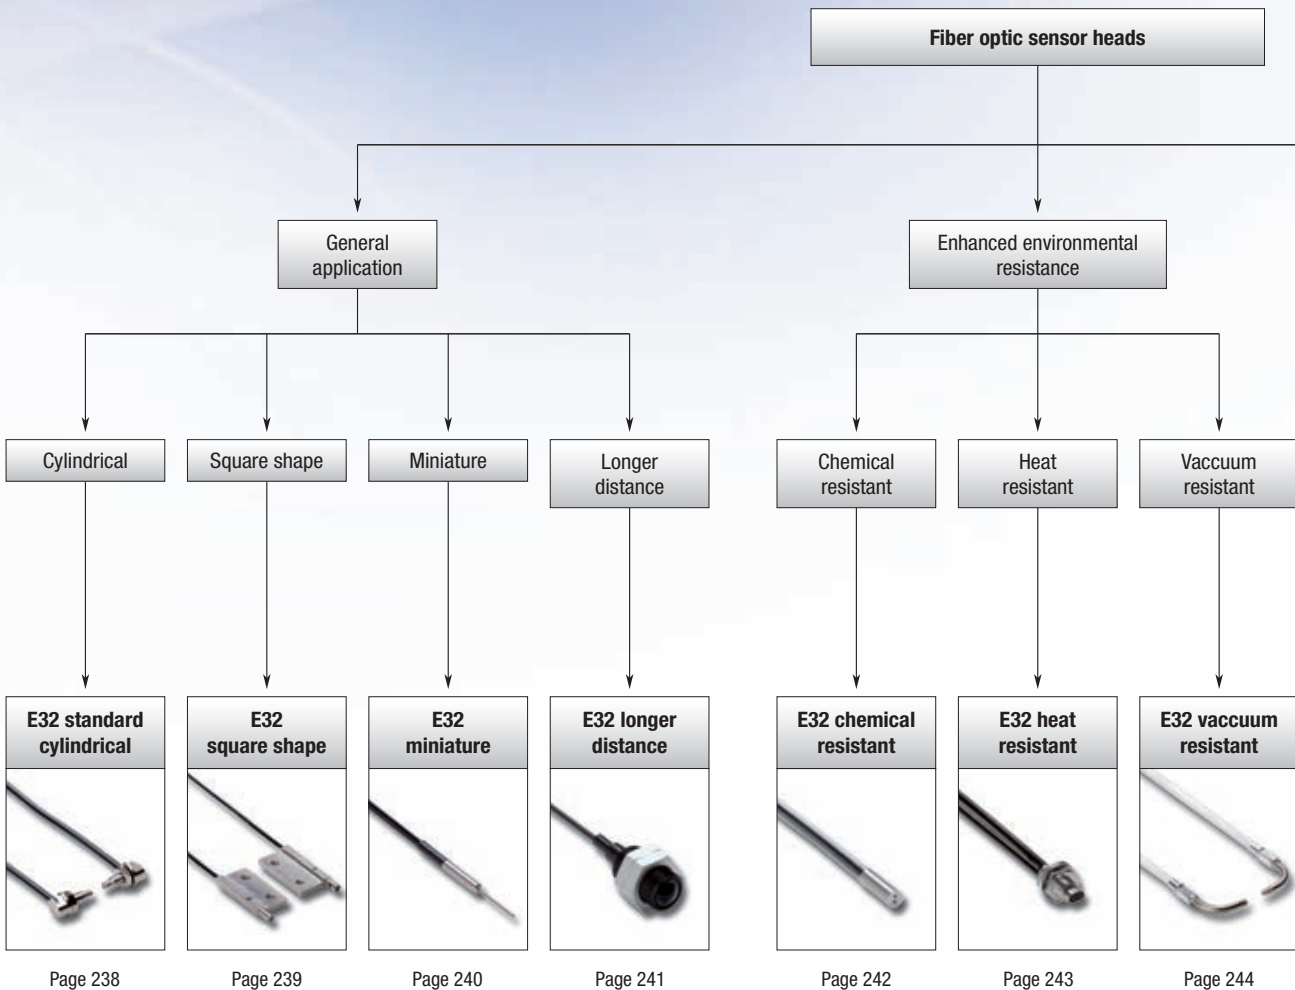 Fiber optic sensor heads
General
application
Enhanced environmental
resistance
Cylindrical
Square shape
Miniature
Longer
distance
Chemical
resistant
Heat
resistant
Vaccuum
resistant
E32 standard
cylindrical
E32
square shape
E32
miniature
E32 longer
distance
E32 chemical
resistant
E32 heat
resistant
E32 vaccuum
resistant
Page 238
Page 239
Page 240
Page 241
Page 242
Page 243
Page 244